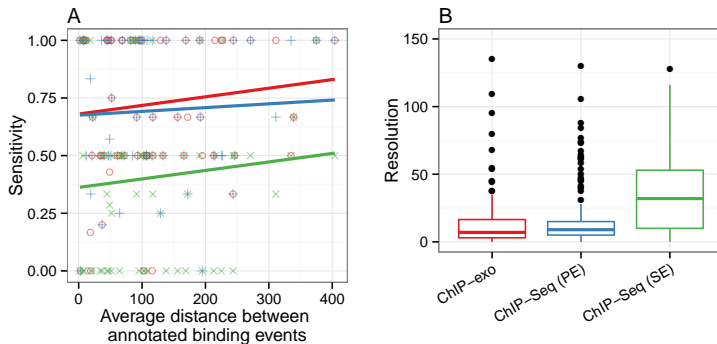 A
Sensitivity
1.00
0.75
0.50
0.25
0.00
0
100
200
300
400
Average distance between
annotated binding events
B
Resolution
150
100
50
0
ChIP−exo
ChIP−Seq (PE)
ChIP−Seq (SE)